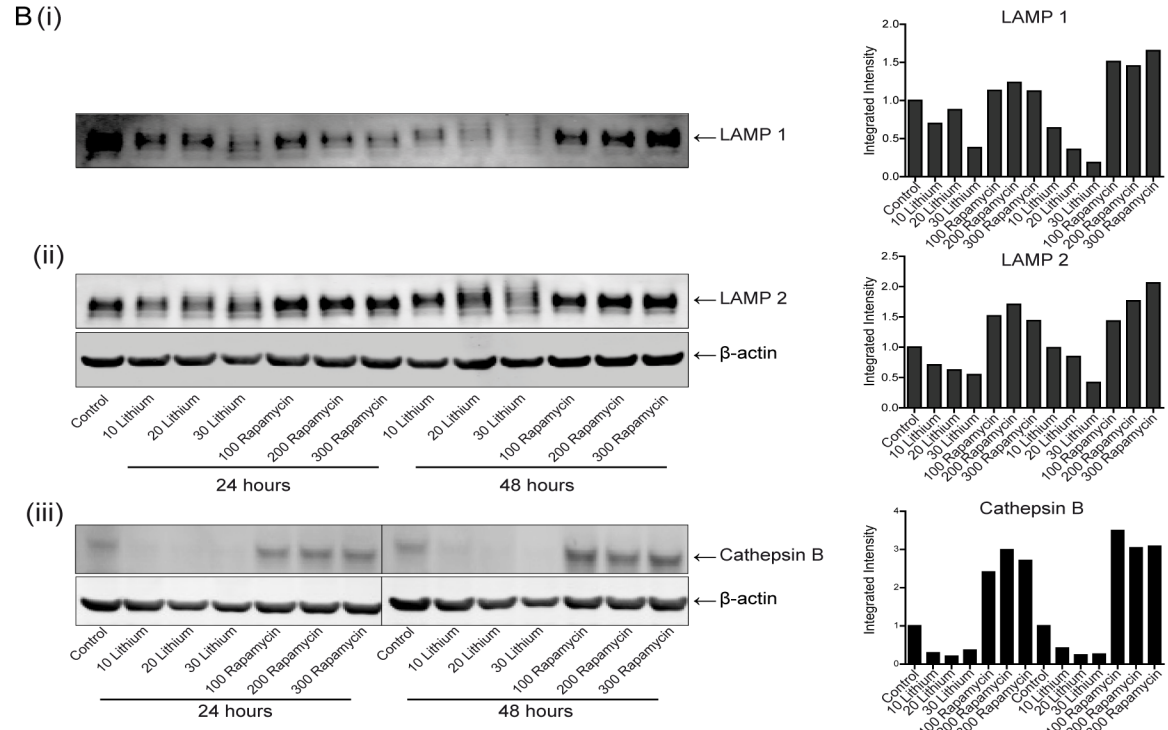 B (i)
← LAMP 1
LAMP 1
Integrated Intensity
2.0
1.5
1.0
0.5
0.0
Control
10 Lithium
20 Lithium
30 Lithium
100 Rapamycin
200 Rapamycin
300 Rapamycin
10 Lithium
20 Lithium
30 Lithium
100 Rapamycin
200 Rapamycin
300 Rapamycin
(ii)
← LAMP 2
← β-actin
Control
10 Lithium
20 Lithium
30 Lithium
100 Rapamycin
200 Rapamycin
300 Rapamycin
10 Lithium
20 Lithium
30 Lithium
100 Rapamycin
200 Rapamycin
300 Rapamycin
24 hours
48 hours
LAMP 2
Integrated Intensity
2.5
2.0
1.5
1.0
0.5
0.0
Control
10 Lithium
20 Lithium
30 Lithium
100 Rapamycin
200 Rapamycin
300 Rapamycin
10 Lithium
20 Lithium
30 Lithium
100 Rapamycin
200 Rapamycin
300 Rapamycin
(iii)
← Cathepsin B
← β-actin
Control
10 Lithium
20 Lithium
30 Lithium
100 Rapamycin
200 Rapamycin
300 Rapamycin
Control
10 Lithium
20 Lithium
30 Lithium
100 Rapamycin
200 Rapamycin
300 Rapamycin
24 hours
48 hours
Cathepsin B
Integrated Intensity
4
3
2
1
0
Control
10 Lithium
20 Lithium
30 Lithium
100 Rapamycin
Rapamycin
Rapamycin
Control
10 Lithium
20 Lithium
30 Lithium
100 Rapamycin
Rapamycin
Rapamycin